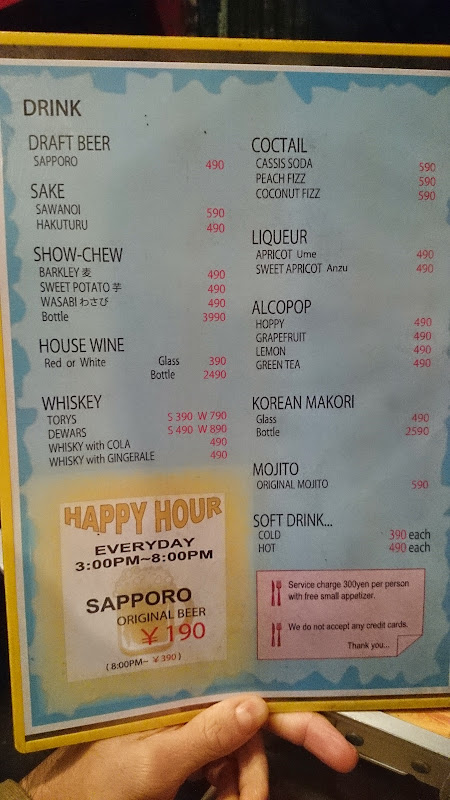 DRINK
DRAFT BEER
SAPPORO 490
SAKE
SAWANOI 590
HAKUTURU 490
SHOW-CHEW
BARKLEY 麦 490
SWEET POTATO 芋 490
WASABI わさび 490
Bottle 3990
HOUSE WINE
Red or White Glass 390
Bottle 2490
WHISKEY
TORYS S 390 W 790
DEWARS S 490 W 890
WHISKY with COLA 490
WHISKY with GINGERALE 490
HAPPY HOUR
EVERYDAY
3:00PM~8:00PM
SAPPORO
ORIGINAL BEER
¥190
(8:00PM~ ¥390)
COCTAIL
CASSIS SODA 590
PEACH FIZZ 590
COCONUT FIZZ 590
LIQUEUR
APRICOT Ume 490
SWEET APRICOT Anzu 490
ALCOPOP
HOPPY 490
GRAPEFRUIT 490
LEMON 490
GREEN TEA 490
KOREAN MAKORI
Glass 490
Bottle 2590
MOJITO
ORIGINAL MOJITO 590
SOFT DRINK...
COLD 390 each
HOT 490 each
Service charge 300yen per person
with free small appetizer.
We do not accept any credit cards.
Thank you...